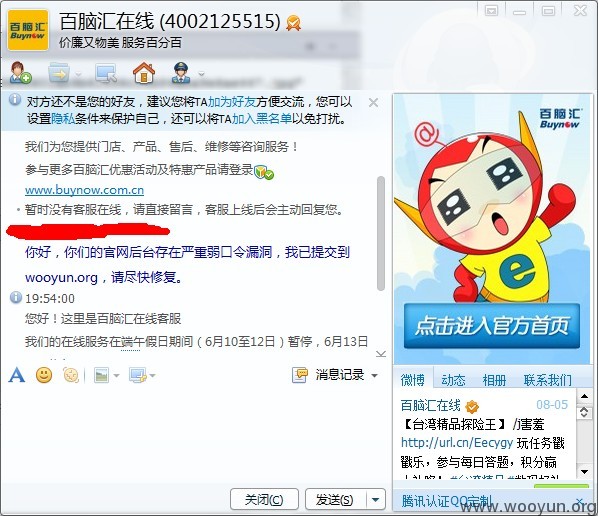 百脑汇在线 (4002125515)
百脑汇
Buynow
价廉又物美 服务百分百
对方还不是您的好友，建议您将TA加为好友方便交流，您可以
设置隐私条件来保护自己，还可以将TA加入黑名单以免打扰。
我们为您提供门店、产品、售后、维修等咨询服务！
参与更多百脑汇优惠活动及特惠产品请登录
www.buynow.com.cn
暂时没有客服在线，请直接留言，客服上线后会主动回复您。
你好，你们的官网后台存在严重弱口令漏洞，我已提交到
wooyun.org，请尽快修复。
19:54:00
您好！这里是百脑汇在线客服
我们的在线服务在端午假日期间（6月10至12日）暂停，6月13日
A
消息记录
关闭(C)
发送(S)
百脑汇
Buynow
@
e
点击进入官方首页
微博 动态 相册 联系我们
百脑汇在线 08-05
【台湾精品探险王】 /害羞
http://url.cn/Eecygy 玩任务戳
戳乐，参与每日答题，积分赢
腾讯认证QQ定制
www.wooyun.org